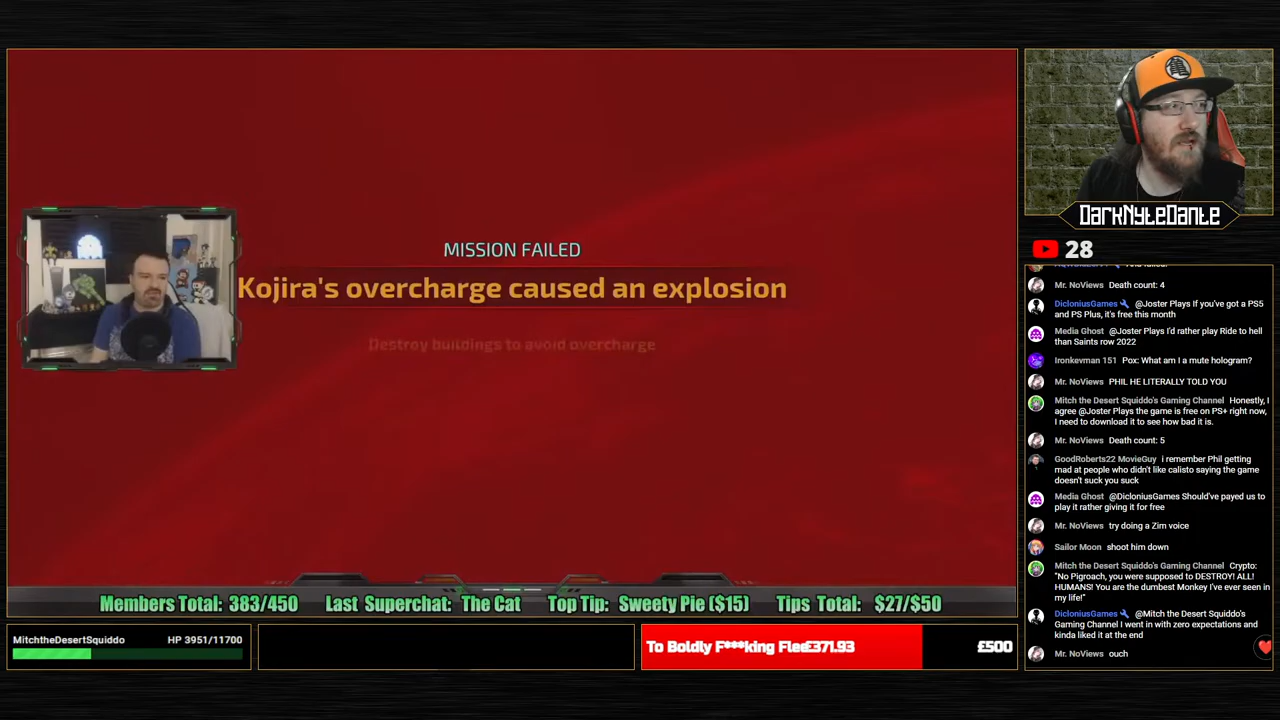 MISSION FAILED
Kojira's overcharge caused an explosion
Destroy buildings to avoid overcharge
Members Total: 383/450
Last Superchat: The Cat
Top Tip: Sweety Pie ($15)
Tips Total: $27/$50
MitchtheDesertSquiddo
HP 3951/11700
To Boldly F***king Flee£371.93
£500
DarkNyteDante
28
Mr. NoViews Death count: 4
DicloniusGames @Joster Plays If you've got a PS5
and PS Plus, it's free this month
Media Ghost @Joster Plays I'd rather play Ride to hell
than Saints row 2022
Ironkevman 151 Pox: What am I a mute hologram?
Mr. NoViews PHIL HE LITERALLY TOLD YOU
Mitch the Desert Squiddo's Gaming Channel Honestly, I
agree @Joster Plays the game is free on PS+ right now,
I need to download it to see how bad it is.
Mr. NoViews Death count: 5
GoodRoberts22 MovieGuy i remember Phil getting
mad at people who didn't like calisto saying the game
doesn't suck you suck
Media Ghost @DicloniusGames Should've payed us to
play it rather giving it for free
Mr. NoViews try doing a Zim voice
Sailor Moon shoot him down
Mitch the Desert Squiddo's Gaming Channel Crypto:
"No Pigroach, you were supposed to DESTROY! ALL!
HUMANS! You are the dumbest Monkey I've ever seen in
my life!"
DicloniusGames @Mitch the Desert Squiddo's
Gaming Channel I went in with zero expectations and
kinda liked it at the end
Mr. NoViews ouch